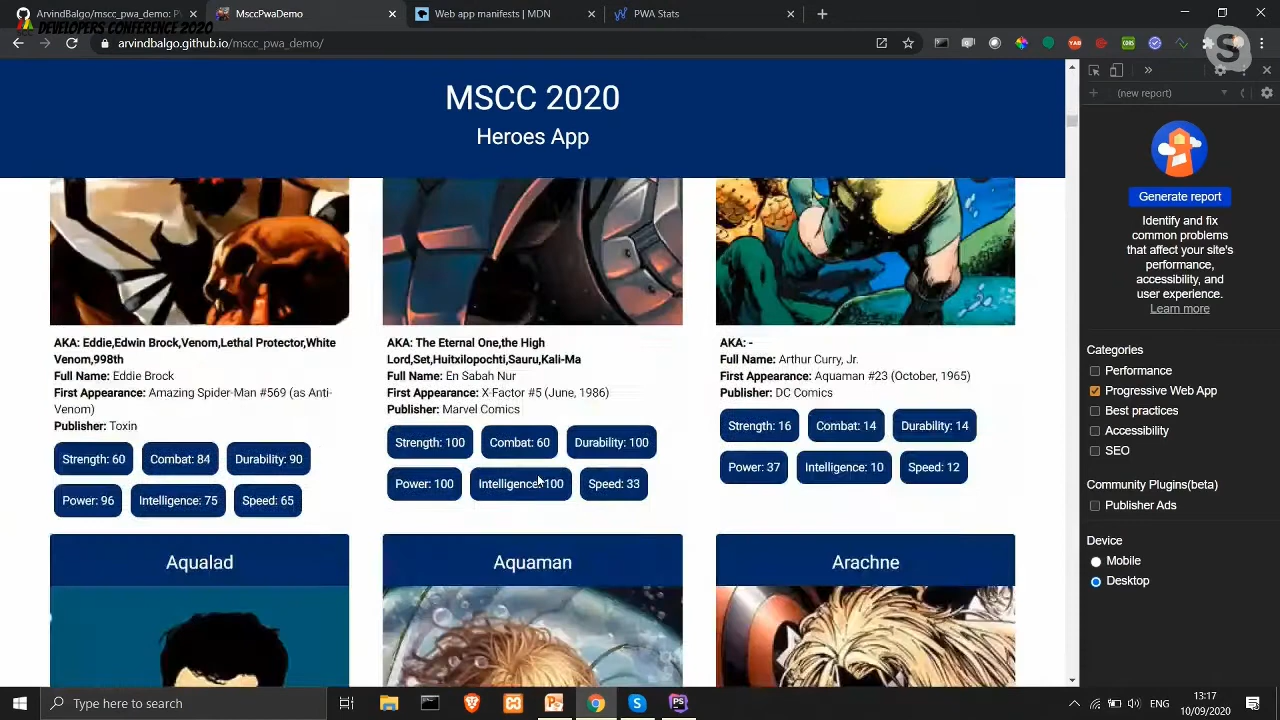 ArvindBalgo/mscc_pwa_demo: P
MsccPwaDemo
Web app manifests | MDN
PWA Stats
DEVELOPERS CONFERENCE 2020
arvindbalgo.github.io/mscc_pwa_demo/
MSCC 2020
Heroes App
AKA: Eddie,Edwin Brock,Venom,Lethal Protector,White
Venom,998th
Full Name: Eddie Brock
First Appearance: Amazing Spider-Man #569 (as Anti-
Venom)
Publisher: Toxin
Strength: 60
Combat: 84
Durability: 90
Power: 96
Intelligence: 75
Speed: 65
AKA: The Eternal One,the High
Lord,Set,Huitxilopochti,Sauru,Kali-Ma
Full Name: En Sabah Nur
First Appearance: X-Factor #5 (June, 1986)
Publisher: Marvel Comics
Strength: 100
Combat: 60
Durability: 100
Power: 100
Intelligence: 100
Speed: 33
AKA: -
Full Name: Arthur Curry, Jr.
First Appearance: Aquaman #23 (October, 1965)
Publisher: DC Comics
Strength: 16
Combat: 14
Durability: 14
Power: 37
Intelligence: 10
Speed: 12
Aqualad
Aquaman
Arachne
(new report)
Generate report
Identify and fix
common problems
that affect your site's
performance,
accessibility, and
user experience.
Learn more
Categories
Performance
Progressive Web App
Best practices
Accessibility
SEO
Community Plugins(beta)
Publisher Ads
Device
Mobile
Desktop
Type here to search
ENG
13:17
10/09/2020